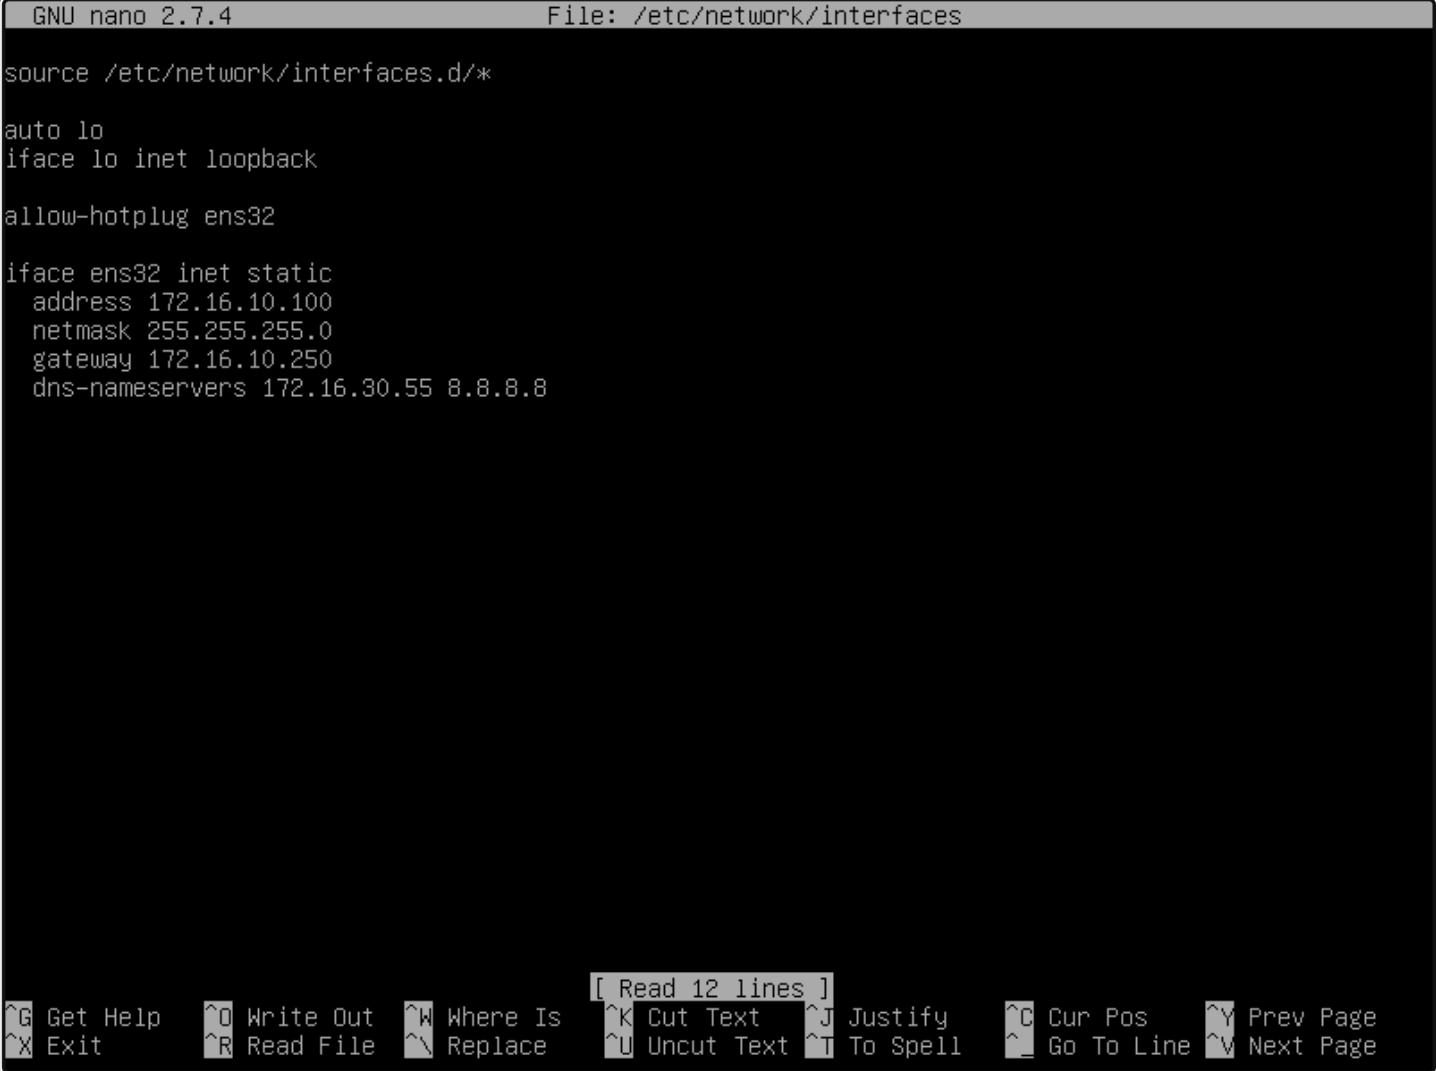 GNU nano 2.7.4 File: /etc/network/interfaces
source /etc/network/interfaces.d/*
auto lo
iface lo inet loopback
allow-hotplug ens32
iface ens32 inet static
address 172.16.10.100
netmask 255.255.255.0
gateway 172.16.10.250
dns-nameservers 172.16.30.55 8.8.8.8
[ Read 12 lines ]
^G Get Help ^O Write Out ^W Where Is ^K Cut Text ^J Justify ^C Cur Pos ^Y Prev Page
^X Exit ^R Read File ^\ Replace ^U Uncut Text ^T To Spell ^_ Go To Line ^V Next Page